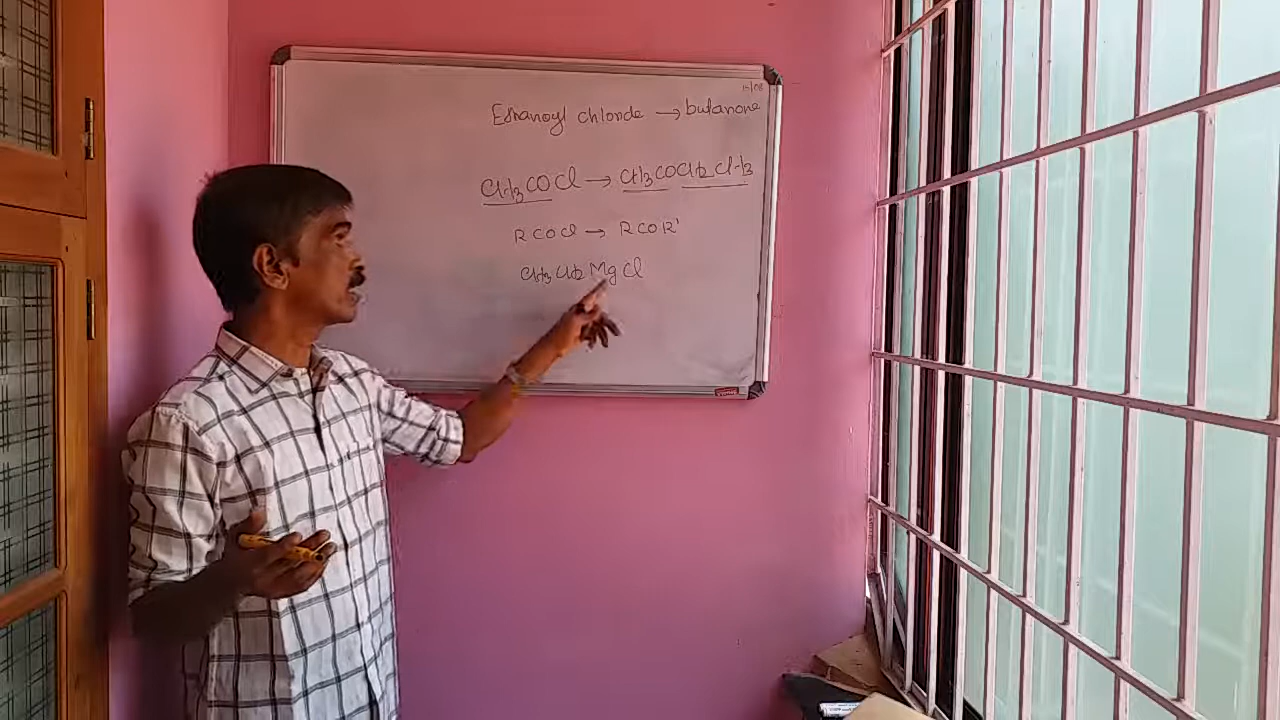 Ethanoyl chloride → butanone
CH3COCl → CH3COCH2CH3
RCOCl → RCOR'
CH3CH2MgCl